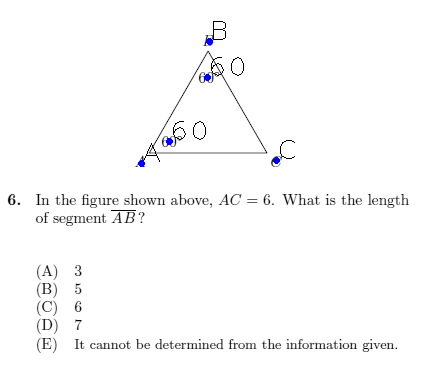 B
60
60
A
C
6. In the figure shown above, AC = 6. What is the length
of segment AB?
(A) 3
(B) 5
(C) 6
(D) 7
(E) It cannot be determined from the information given.